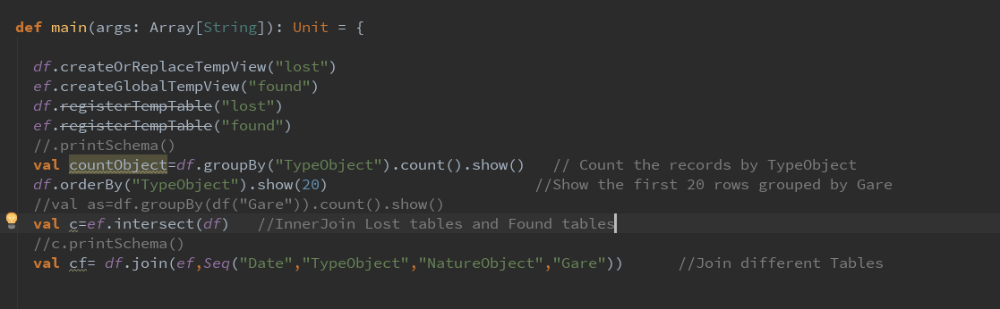 def main(args: Array[String]): Unit = {
df.createOrReplaceTempView("lost")
ef.createGlobalTempView("found")
df.registerTempTable("lost")
ef.registerTempTable("found")
//.printSchema()
val countObject=df.groupBy("TypeObject").count().show()   // Count the records by TypeObject
df.orderBy("TypeObject").show(20)                       //Show the first 20 rows grouped by Gare
//val as=df.groupBy(df("Gare")).count().show()
val c=ef.intersect(df)   //InnerJoin Lost tables and Found tables
//c.printSchema()
val cf= df.join(ef,Seq("Date","TypeObject","NatureObject","Gare"))      //Join different Tables